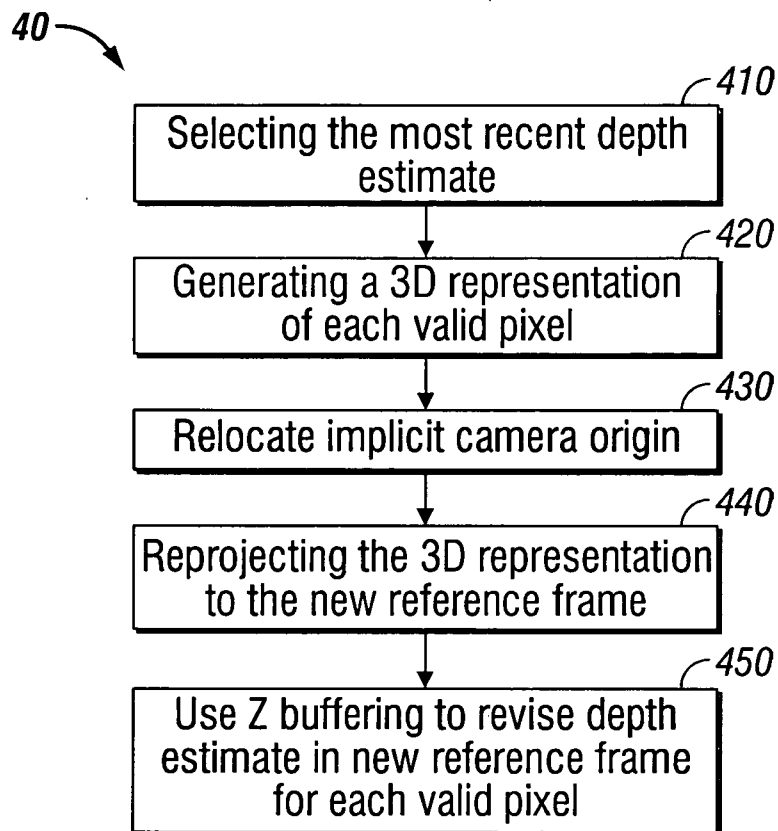 40
410
Selecting the most recent depth
estimate
420
Generating a 3D representation
of each valid pixel
430
Relocate implicit camera origin
440
Reprojecting the 3D representation
to the new reference frame
450
Use Z buffering to revise depth
estimate in new reference frame
for each valid pixel